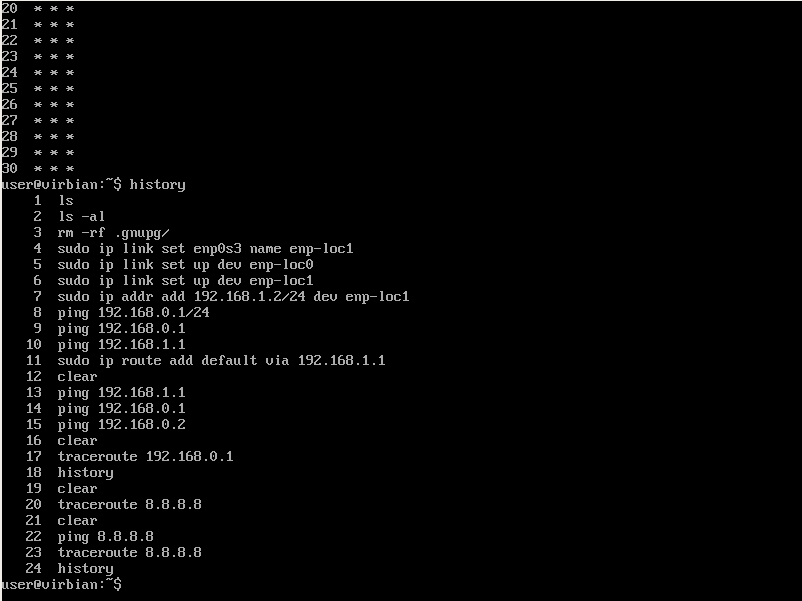 20  * * *
21  * * *
22  * * *
23  * * *
24  * * *
25  * * *
26  * * *
27  * * *
28  * * *
29  * * *
30  * * *
user@virbian:~$ history
    1  ls
    2  ls -al
    3  rm -rf .gnupg/
    4  sudo ip link set enp0s3 name enp-loc1
    5  sudo ip link set up dev enp-loc0
    6  sudo ip link set up dev enp-loc1
    7  sudo ip addr add 192.168.1.2/24 dev enp-loc1
    8  ping 192.168.0.1/24
    9  ping 192.168.0.1
   10  ping 192.168.1.1
   11  sudo ip route add default via 192.168.1.1
   12  clear
   13  ping 192.168.1.1
   14  ping 192.168.0.1
   15  ping 192.168.0.2
   16  clear
   17  traceroute 192.168.0.1
   18  history
   19  clear
   20  traceroute 8.8.8.8
   21  clear
   22  ping 8.8.8.8
   23  traceroute 8.8.8.8
   24  history
user@virbian:~$